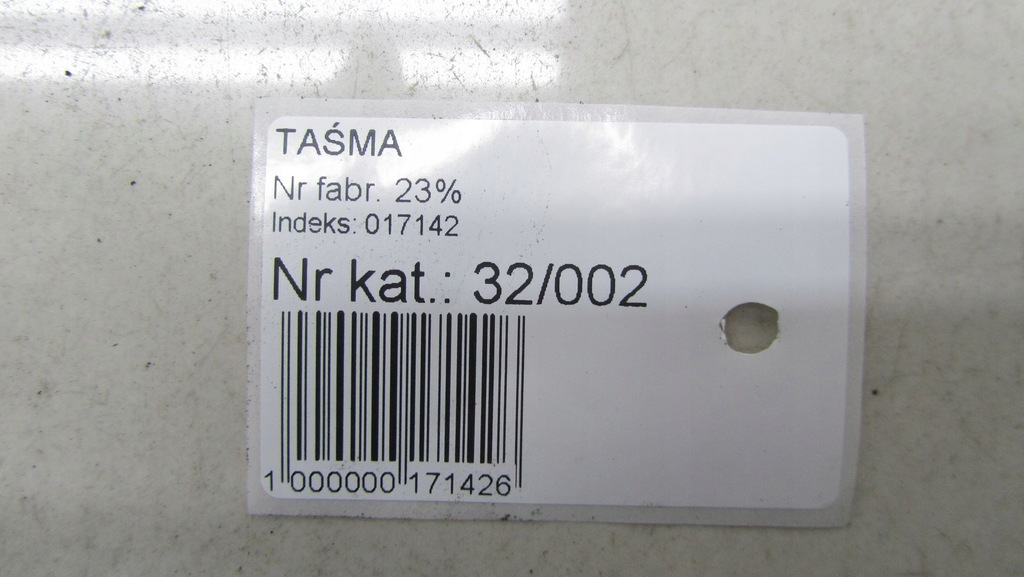 TAŚMA
Nr fabr. 23%
Indeks: 017142
Nr kat.: 32/002
1 000000 171426